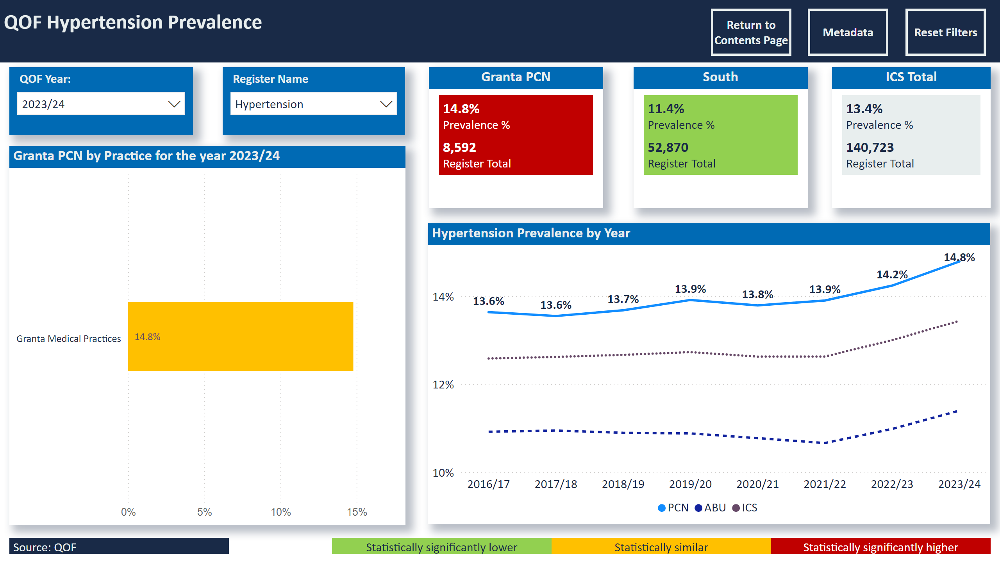 QOF Hypertension Prevalence
Return to
Contents Page
Metadata
Reset Filters
QOF Year:
2023/24
Register Name
Hypertension
Granta PCN
14.8%
Prevalence %
8,592
Register Total
South
11.4%
Prevalence %
52,870
Register Total
ICS Total
13.4%
Prevalence %
140,723
Register Total
Granta PCN by Practice for the year 2023/24
Granta Medical Practices
14.8%
0% 5% 10% 15%
Hypertension Prevalence by Year
14.8%
14.2%
13.6% 13.6% 13.7% 13.9% 13.8% 13.9%
14%
12%
10%
2016/17 2017/18 2018/19 2019/20 2020/21 2021/22 2022/23 2023/24
PCN ABU ICS
Source: QOF
Statistically significantly lower
Statistically similar
Statistically significantly higher